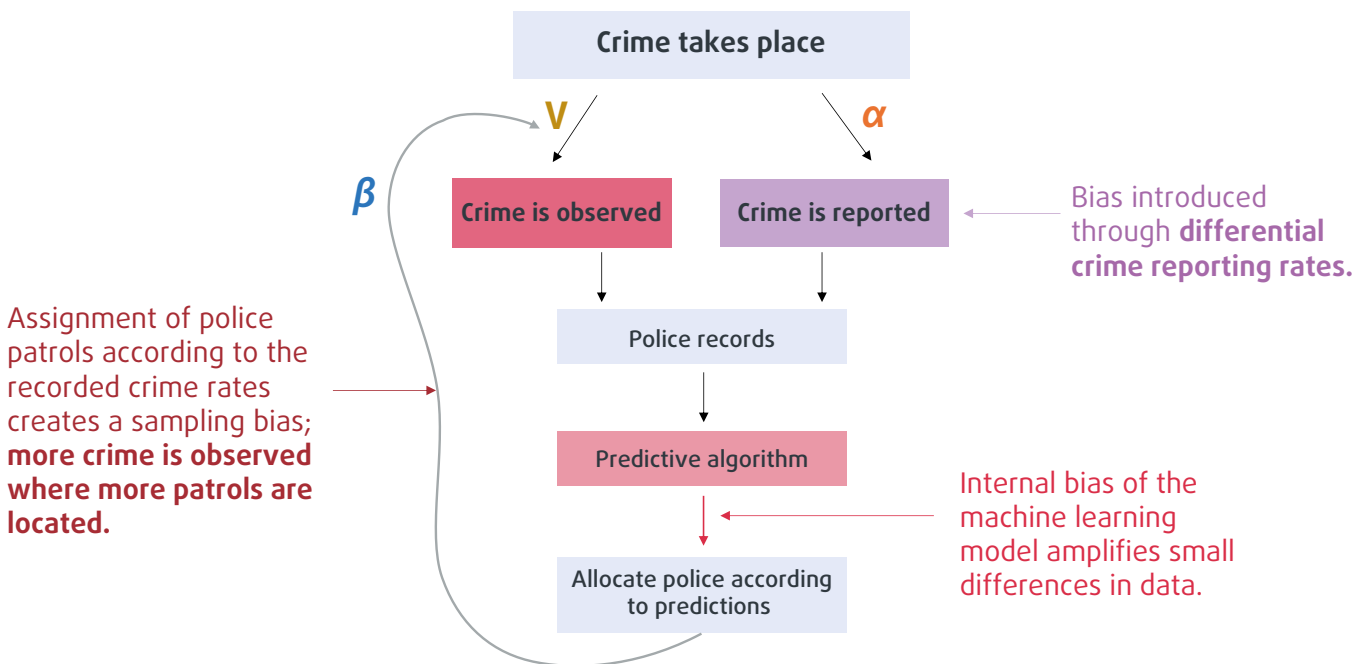 Crime takes place
V
α
β
Crime is observed
Crime is reported
Bias introduced
through differential
crime reporting rates.
Police records
Assignment of police
patrols according to the
recorded crime rates
creates a sampling bias;
more crime is observed
where more patrols are
located.
Predictive algorithm
Internal bias of the
machine learning
model amplifies small
differences in data.
Allocate police according
to predictions